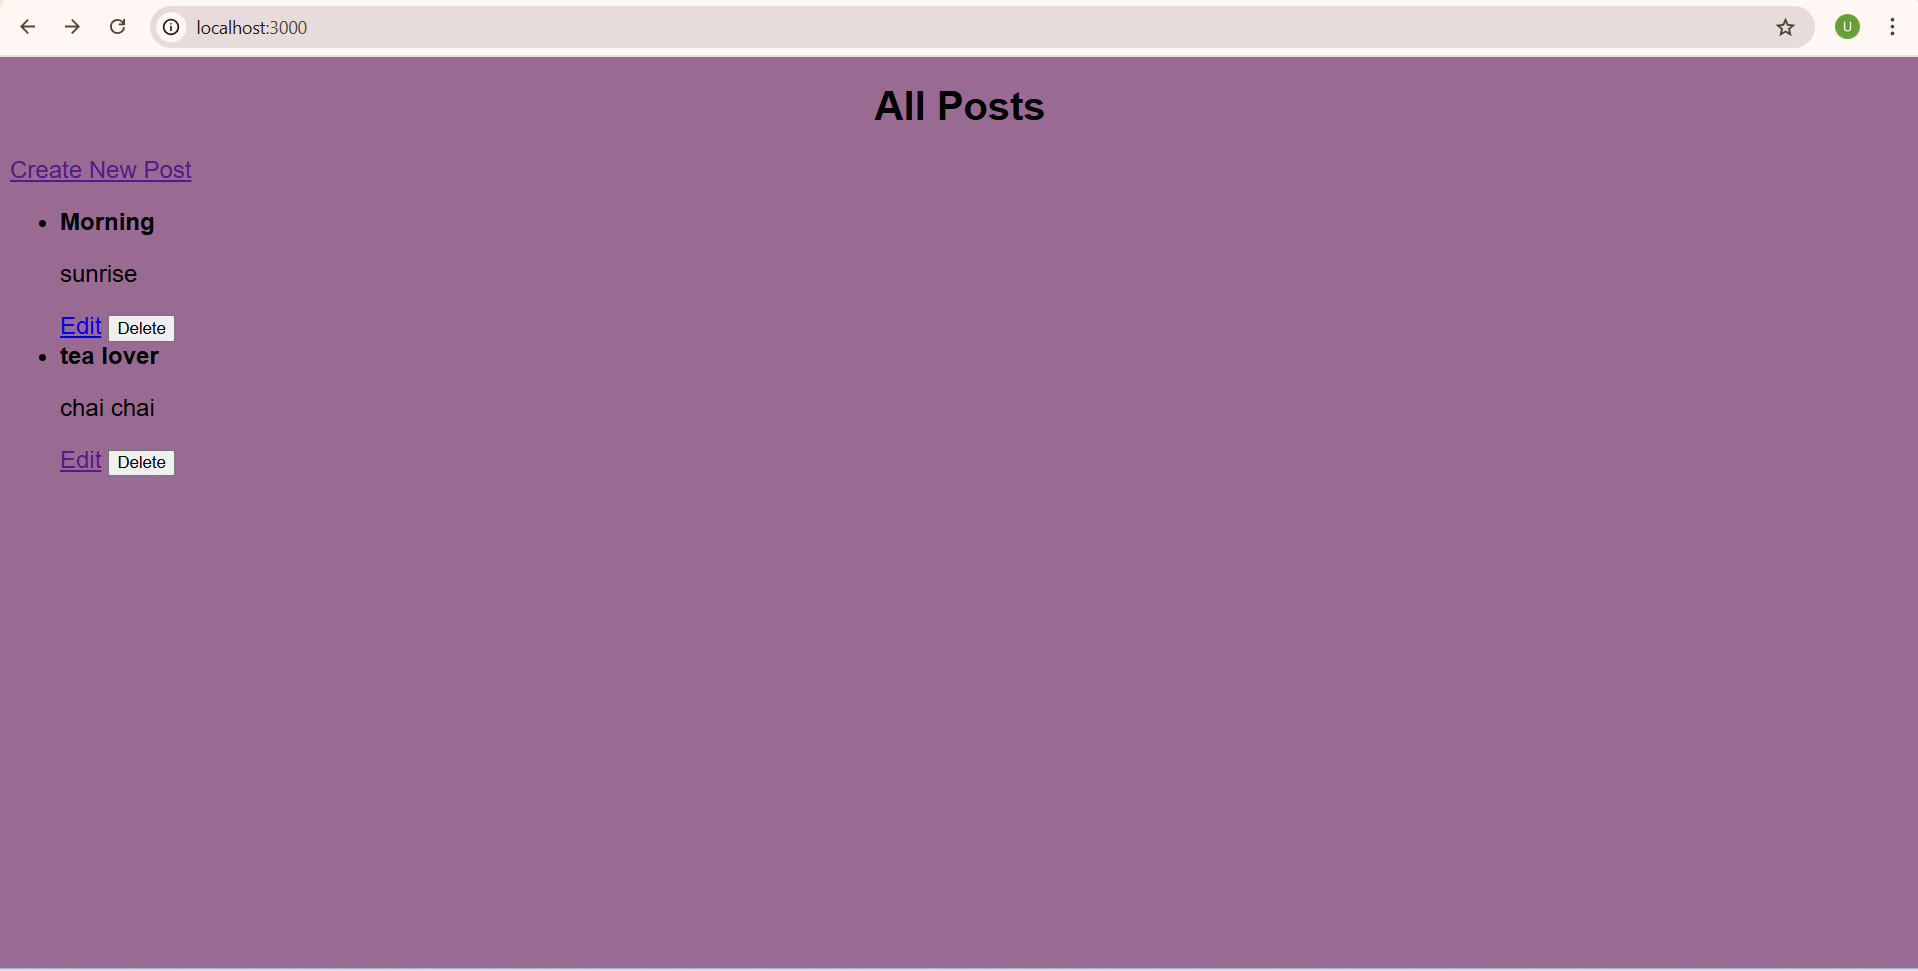 localhost:3000
U
All Posts
Create New Post
Morning
sunrise
Edit Delete
tea lover
chai chai
Edit Delete